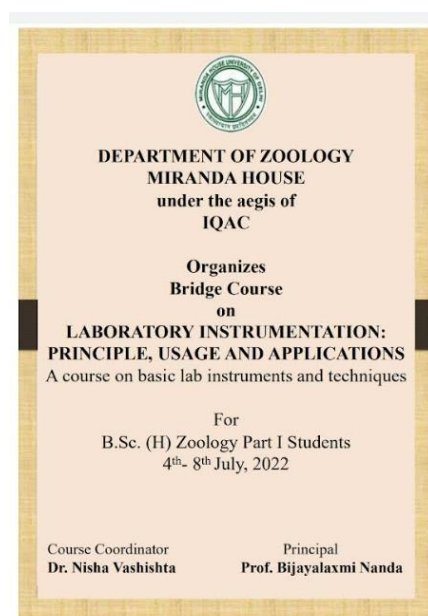 DEPARTMENT OF ZOOLOGY
MIRANDA HOUSE
under the aegis of
IQAC
Organizes
Bridge Course
on
LABORATORY INSTRUMENTATION:
PRINCIPLE, USAGE AND APPLICATIONS
A course on basic lab instruments and techniques
For
B.Sc. (H) Zoology Part I Students
4th- 8th July, 2022
Course Coordinator Principal
Dr. Nisha Vashishta Prof. Bijayalaxmi Nanda